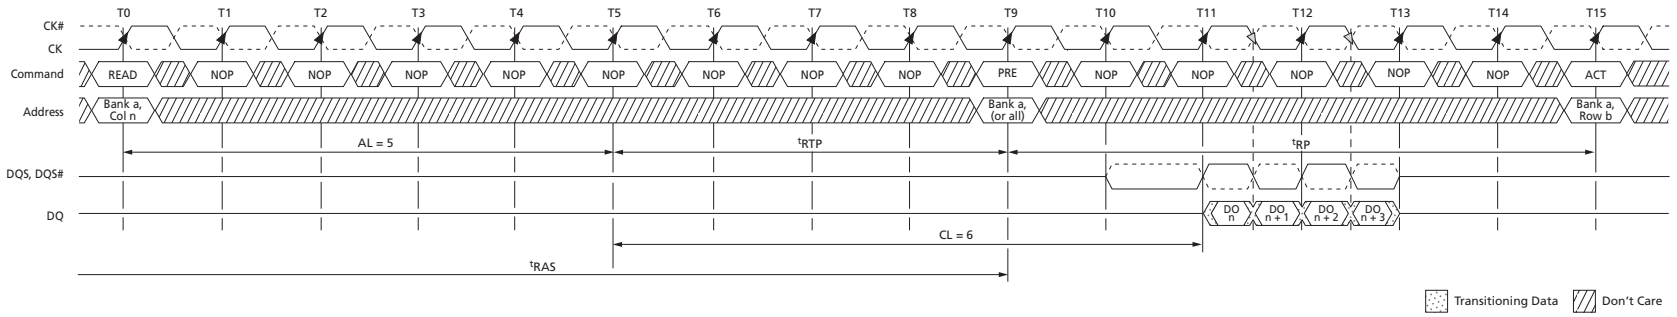 T0 T1 T2 T3 T4 T5 T6 T7 T8 T9 T10 T11 T12 T13 T14 T15
CK#
CK
Command READ NOP NOP NOP NOP NOP NOP NOP NOP PRE NOP NOP NOP NOP NOP ACT
Address Bank a, Col n Bank a, (or all) Bank a, Row b
AL = 5 tRTP tRP
DQS, DQS#
DQ DO n DO n + 1 DO n + 2 DO n + 3
CL = 6
tRAS
Transitioning Data Don't Care